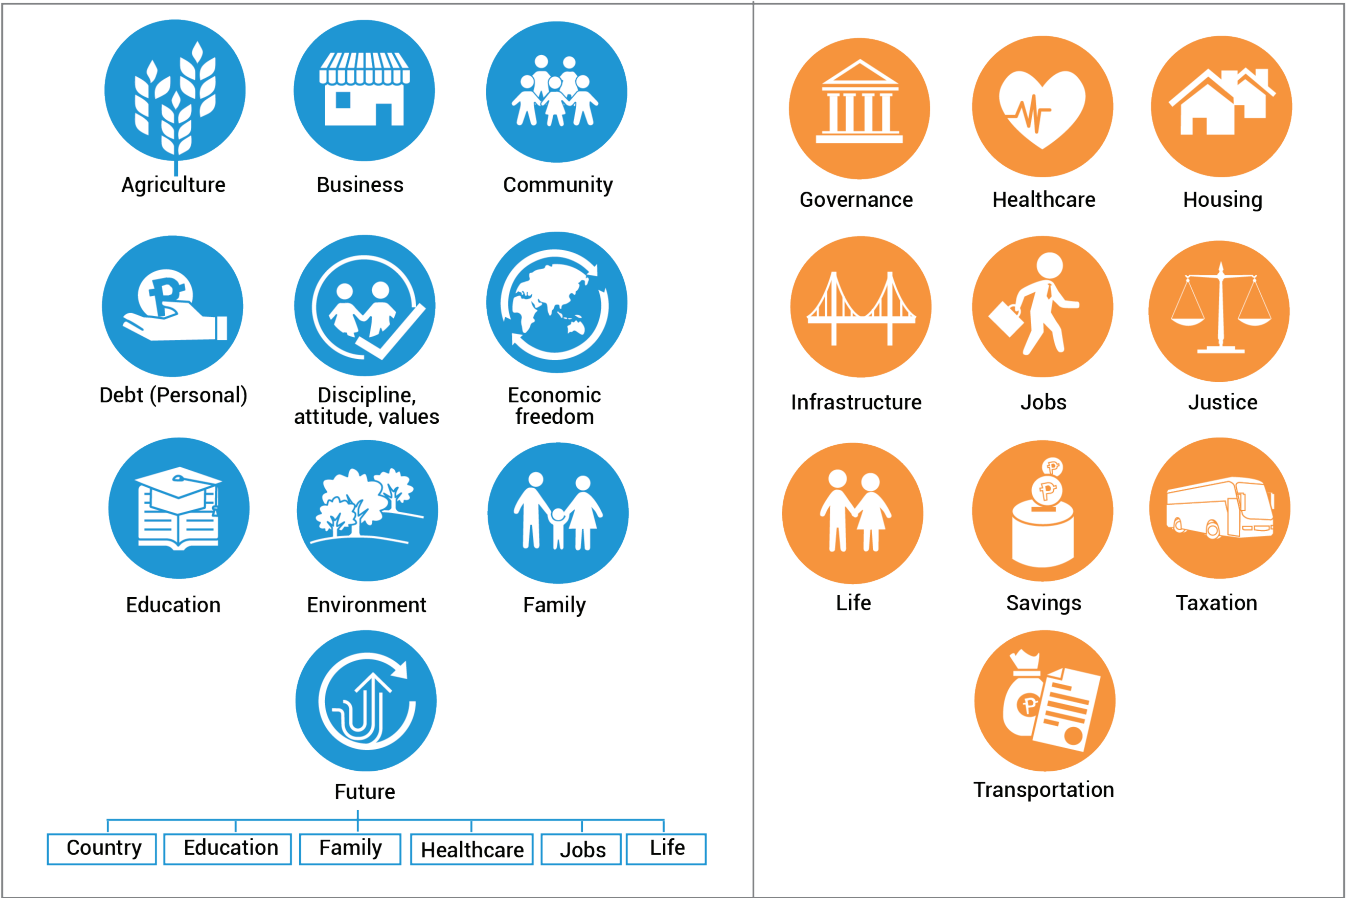 Agriculture
Business
Community
Debt (Personal)
Discipline,
attitude, values
Economic
freedom
Education
Environment
Family
Future
Country
Education
Family
Healthcare
Jobs
Life
Governance
Healthcare
Housing
Infrastructure
Jobs
Justice
Life
Savings
Taxation
Transportation